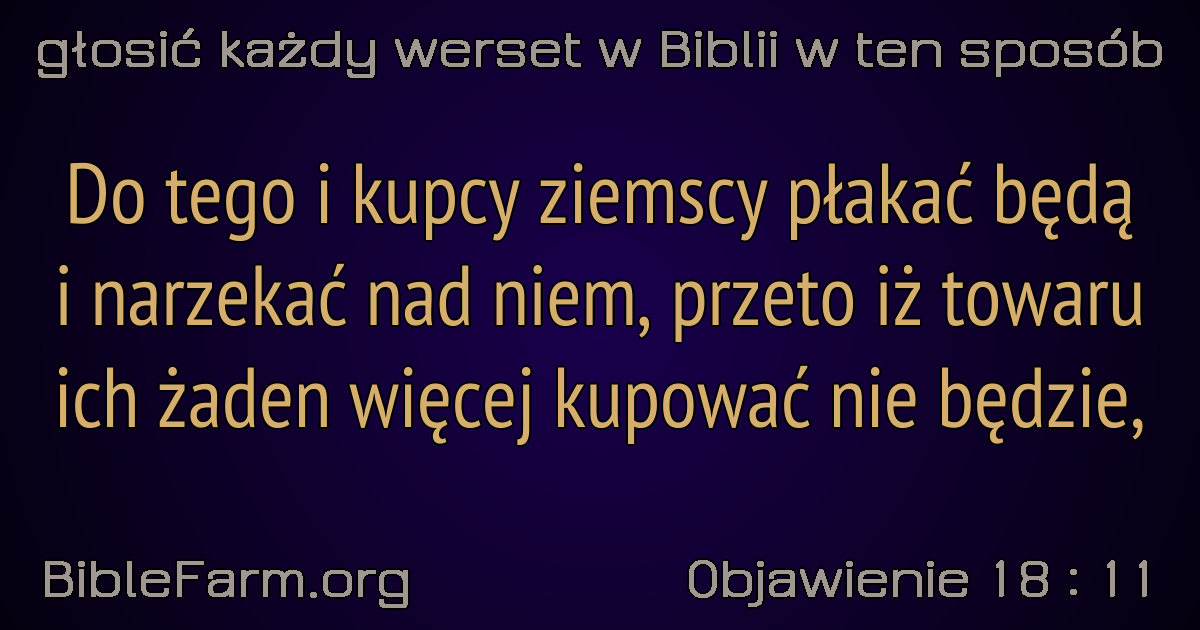 głosić każdy werset w Biblii w ten sposób
Do tego i kupcy ziemscy płakać będą
i narzekać nad niem, przeto iż towaru
ich żaden więcej kupować nie będzie,
BibleFarm.org
Objawienie 18 : 11